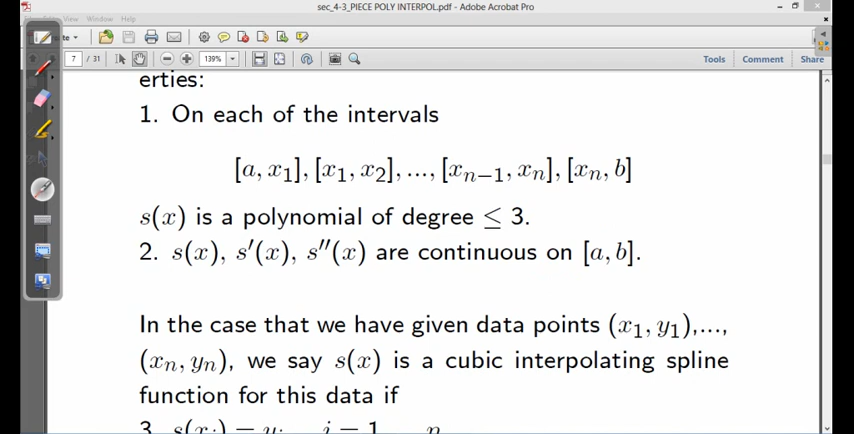 sec_4-3_PIECE POLY INTERPOL.pdf - Adobe Acrobat Pro
View Window Help
7 / 31 139% Tools Comment Share
erties:
1. On each of the intervals
[a, x₁], [x₁, x₂], ..., [xₙ₋₁, xₙ], [xₙ, b]
s(x) is a polynomial of degree ≤ 3.
2. s(x), s′(x), s″(x) are continuous on [a, b].
In the case that we have given data points (x₁, y₁),...,
(xₙ, yₙ), we say s(x) is a cubic interpolating spline
function for this data if